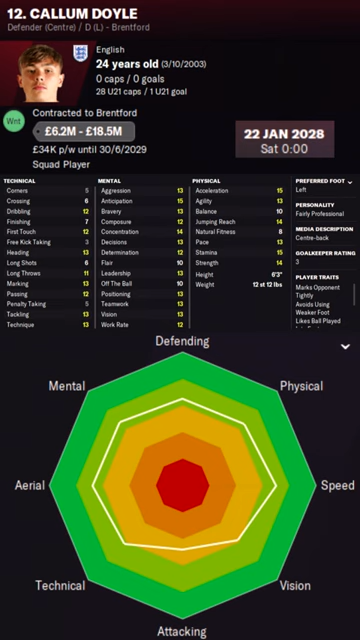 12. CALLUM DOYLE
Defender (Centre) / D (L) - Brentford
English
24 years old (3/10/2003)
0 caps / 0 goals
28 U21 caps / 1 U21 goal
Wnt
Contracted to Brentford
£6.2M - £18.5M
£34K p/w until 30/6/2029
Squad Player
22 JAN 2028
Sat 0:00
TECHNICAL
Corners 5
Crossing 6
Dribbling 12
Finishing 7
First Touch 12
Free Kick Taking 3
Heading 13
Long Shots 6
Long Throws 11
Marking 13
Passing 12
Penalty Taking 5
Tackling 13
Technique 13
MENTAL
Aggression 13
Anticipation 15
Bravery 13
Composure 12
Concentration 14
Decisions 13
Determination 12
Flair 10
Leadership 13
Off The Ball 10
Positioning 13
Teamwork 13
Vision 13
Work Rate 12
PHYSICAL
Acceleration 15
Agility 13
Balance 10
Jumping Reach 14
Natural Fitness 8
Pace 13
Stamina 15
Strength 14
Height 6'3"
Weight 12 st 12 lbs
PREFERRED FOOT
Left
PERSONALITY
Fairly Professional
MEDIA DESCRIPTION
Centre-back
GOALKEEPER RATING
3
PLAYER TRAITS
Marks Opponent
Tightly
Avoids Using
Weaker Foot
Likes Ball Played
Defending
Mental
Physical
Aerial
Speed
Technical
Vision
Attacking